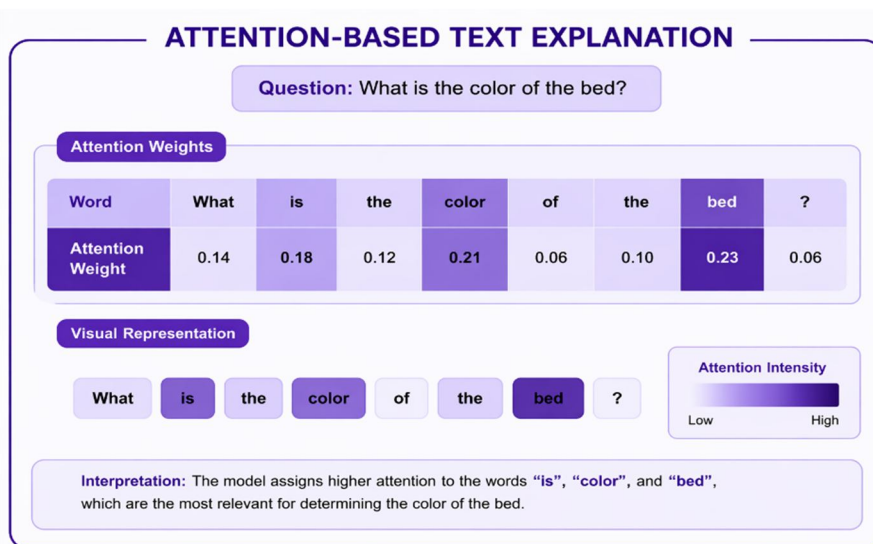 ATTENTION-BASED TEXT EXPLANATION
Question: What is the color of the bed?
Attention Weights
Word What is the color of the bed ?
Attention Weight 0.14 0.18 0.12 0.21 0.06 0.10 0.23 0.06
Visual Representation
What is the color of the bed ?
Attention Intensity
Low High
Interpretation: The model assigns higher attention to the words “is”, “color”, and “bed”,
which are the most relevant for determining the color of the bed.